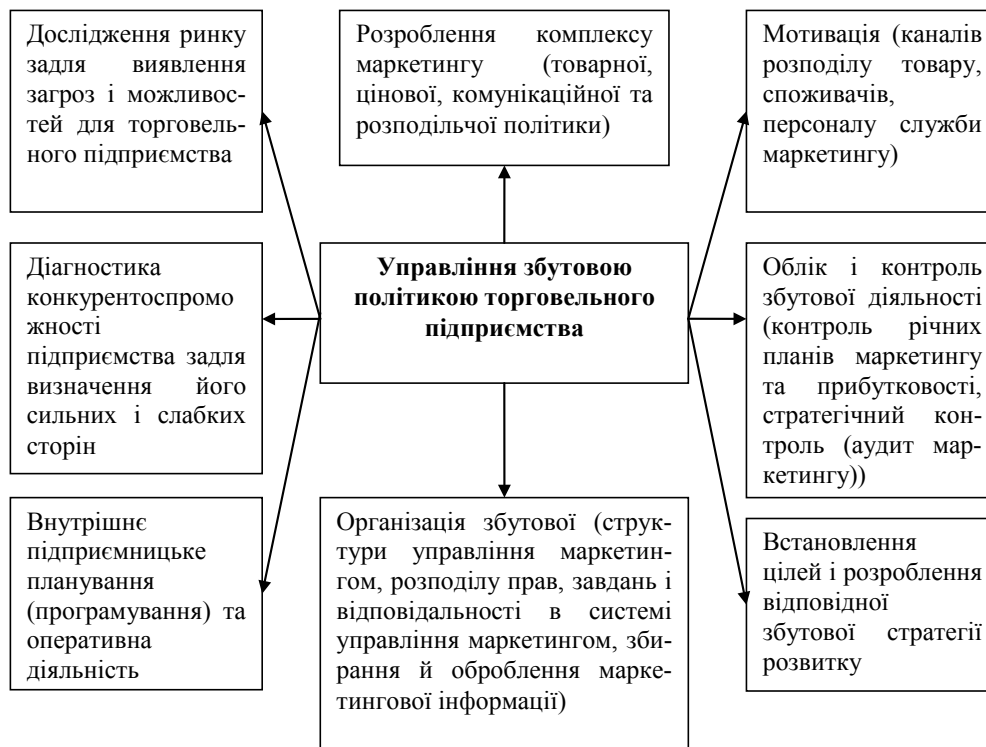 Дослідження ринку
задля виявлення
загроз і можливос-
тей для торговель-
ного підприємства
Розроблення комплексу
маркетингу (товарної,
цінової, комунікаційної та
розподільчої політики)
Мотивація (каналів
розподілу товару,
споживачів,
персоналу служби
маркетингу)
Діагностика
конкурентоспромо
жності
підприємства задля
визначення його
сильних і слабких
сторін
Управління збутовою
політикою торговельного
підприємства
Облік і контроль
збутової діяльності
(контроль річних
планів маркетингу
та прибутковості,
стратегічний кон-
троль (аудит мар-
кетингу))
Внутрішнє
підприємницьке
планування
(програмування) та
оперативна
діяльність
Організація збутової (струк-
тури управління маркетин-
гом, розподілу прав, завдань і
відповідальності в системі
управління маркетингом, зби-
рання й оброблення марке-
тингової інформації)
Встановлення
цілей і розроблення
відповідної
збутової стратегії
розвитку